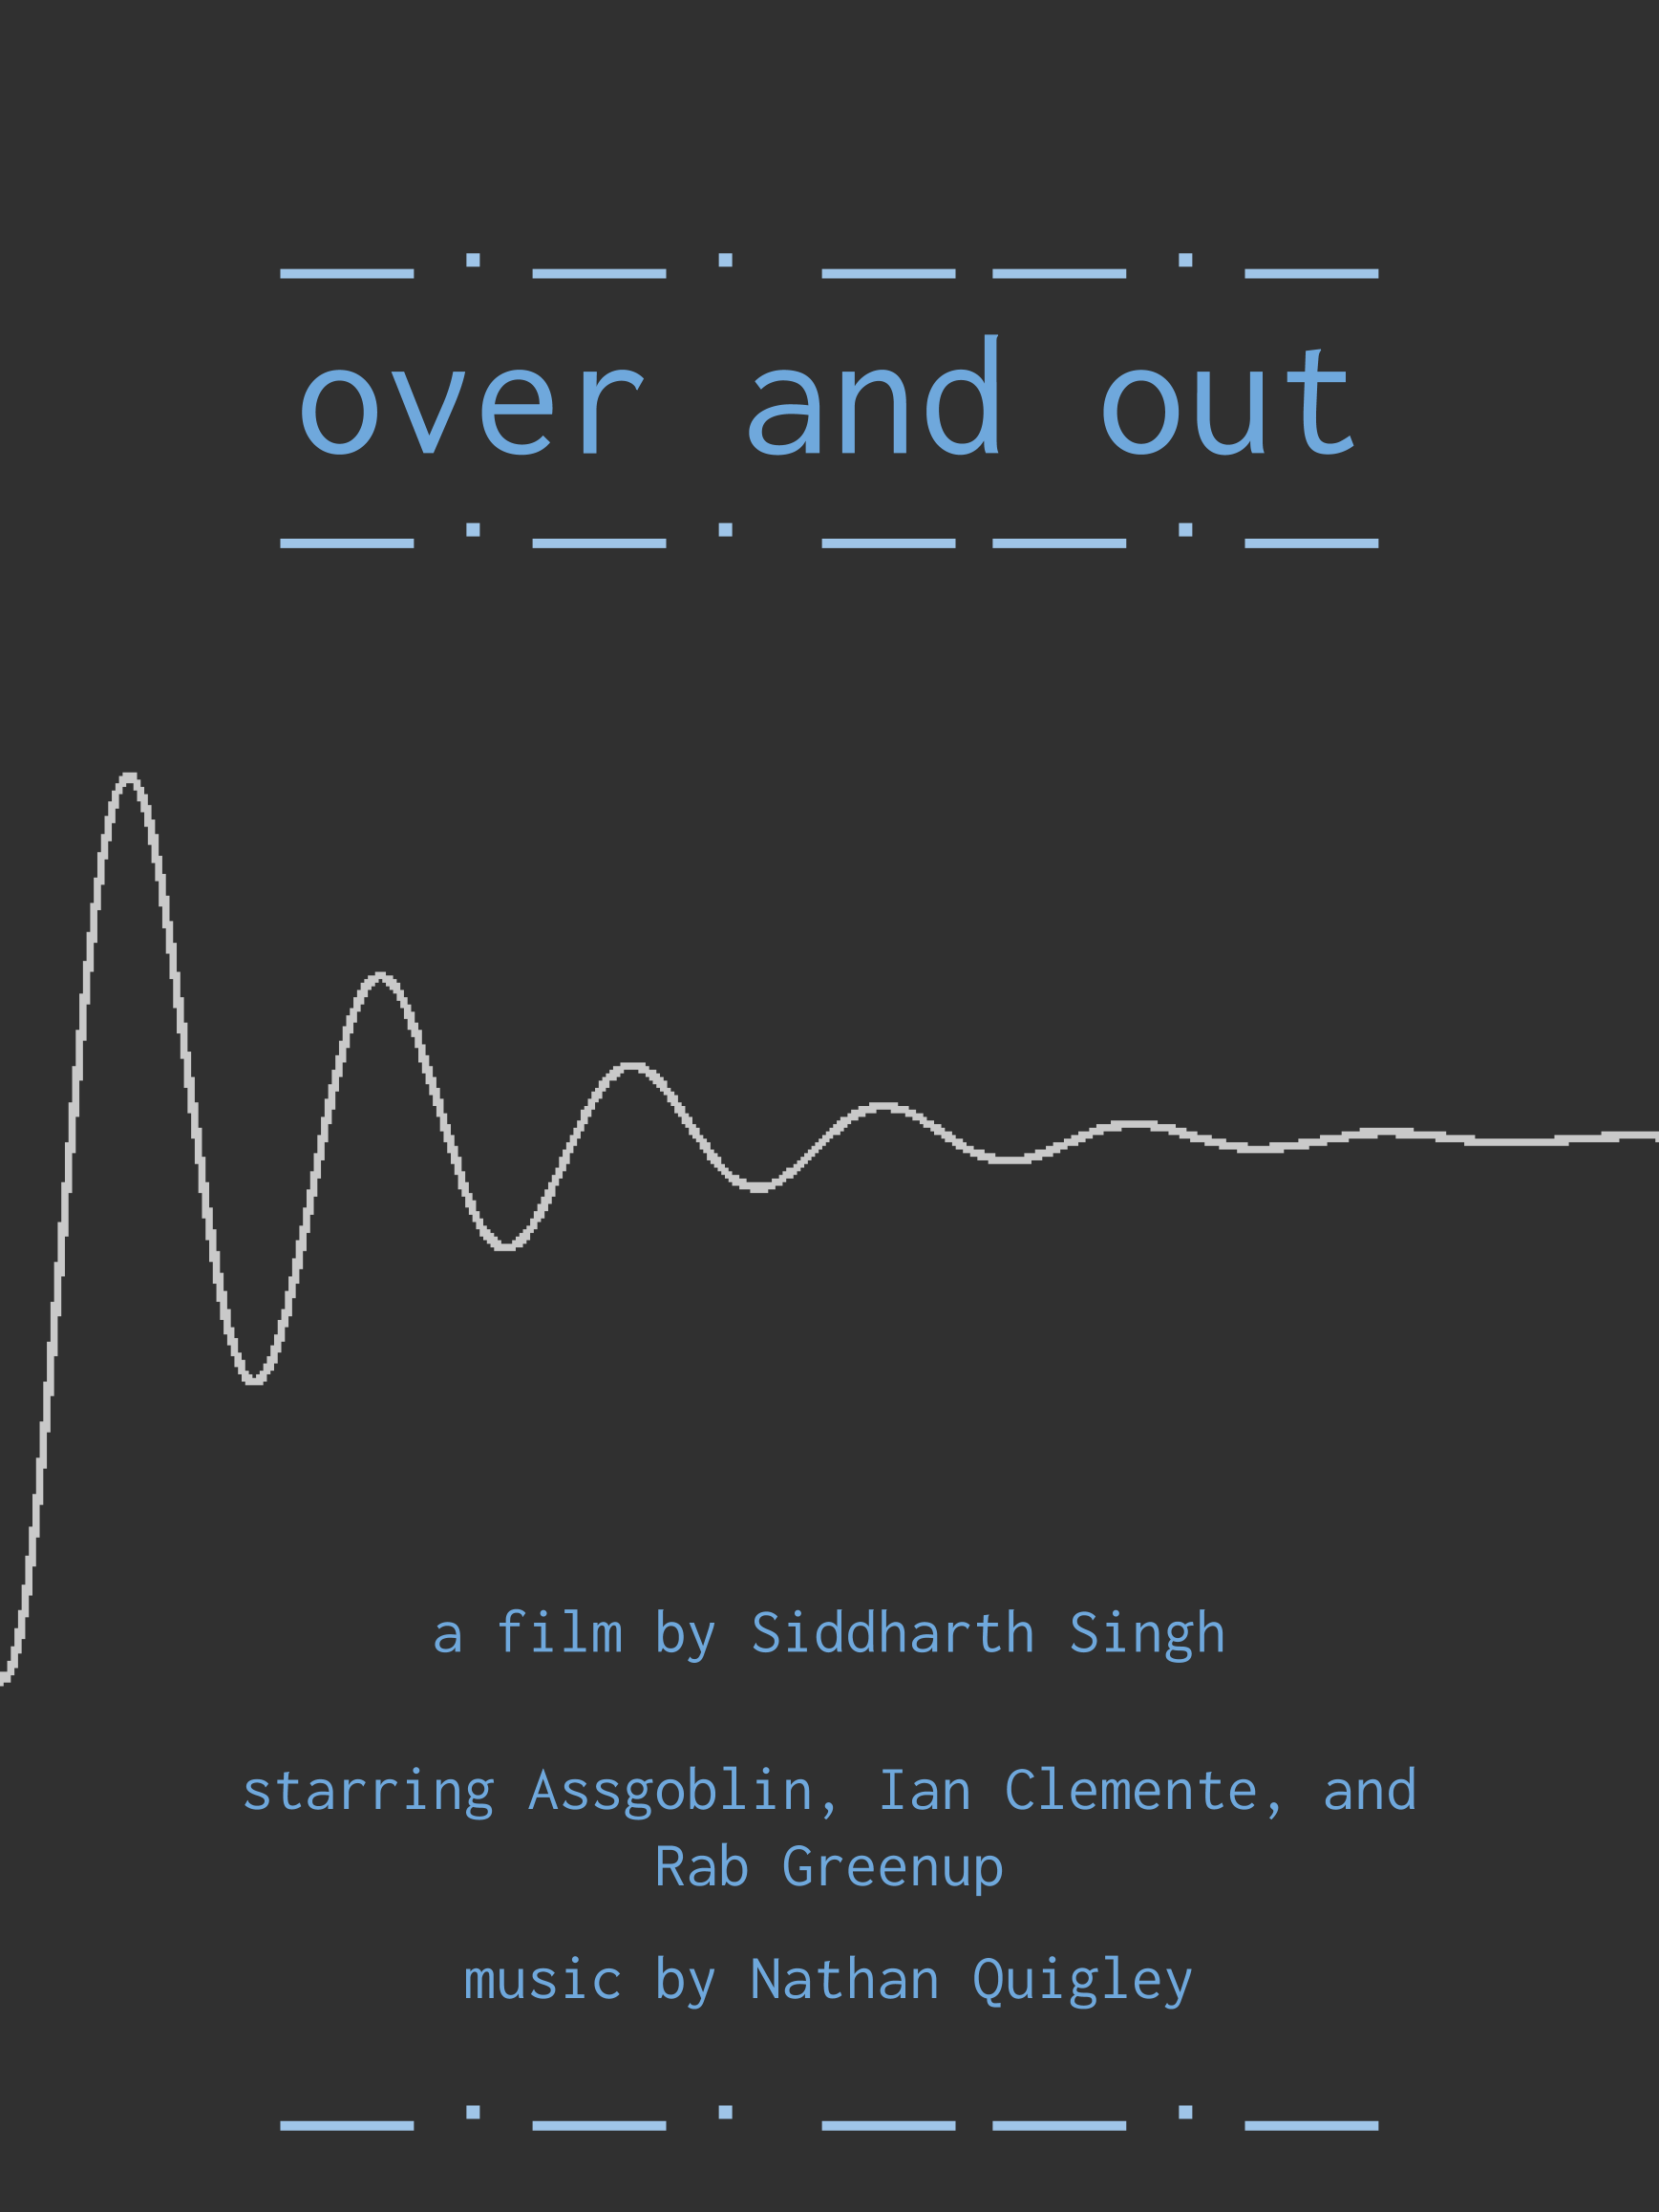 — · — · — — · —
over and out
— · — · — — · —
a film by Siddharth Singh
starring Assgoblin, Ian Clemente, and
Rab Greenup
music by Nathan Quigley
— · — · — — · —